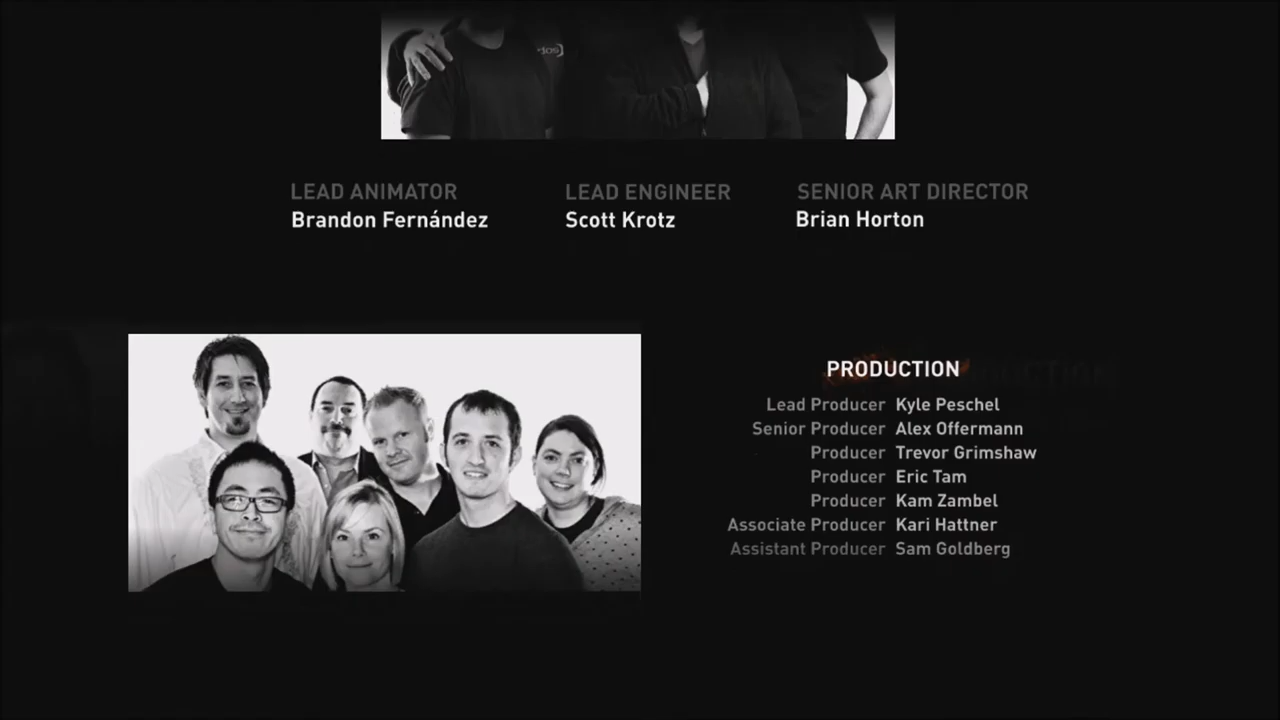 LEAD ANIMATOR LEAD ENGINEER SENIOR ART DIRECTOR
Brandon Fernández Scott Krotz Brian Horton
PRODUCTION
Lead Producer Kyle Peschel
Senior Producer Alex Offermann
Producer Trevor Grimshaw
Producer Eric Tam
Producer Kam Zambel
Associate Producer Kari Hattner
Assistant Producer Sam Goldberg